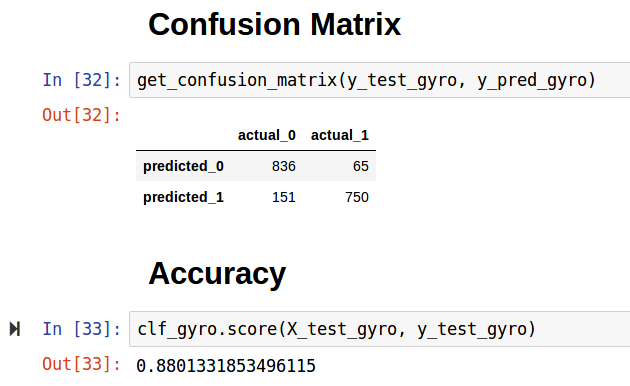 Confusion Matrix
In [32]: get_confusion_matrix(y_test_gyro, y_pred_gyro)
Out[32]:
actual_0 actual_1
predicted_0 836 65
predicted_1 151 750
Accuracy
In [33]: clf_gyro.score(X_test_gyro, y_test_gyro)
Out[33]: 0.8801331853496115